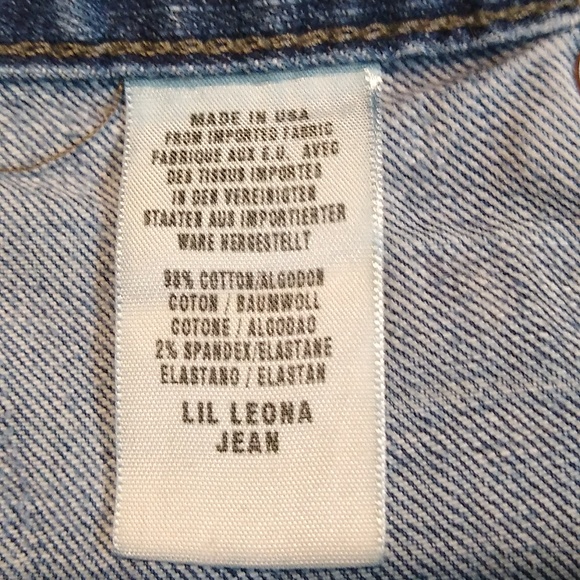 MADE IN USA
FROM IMPORTED FABRIC
FABRIQUE AUX E.U. AVEC
DES TISSUS IMPORTES
IN DEN VEREINIGTEN
STAATEN AUS IMPORTIERTER
WARE HERGESTELLT
98% COTTON/ALGODON
COTON / BAUMWOLL
COTONE / ALGODAO
2% SPANDEX/ELASTANE
ELASTANO / ELASTAN
LIL LEONA
JEAN